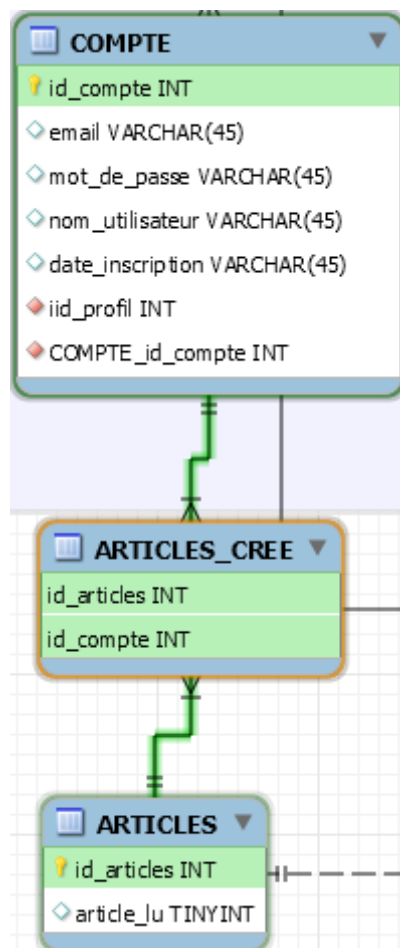 COMPTE
id_compte INT
email VARCHAR(45)
mot_de_passe VARCHAR(45)
nom_utilisateur VARCHAR(45)
date_inscription VARCHAR(45)
iid_profil INT
COMPTE_id_compte INT
ARTICLES_CREE
id_articles INT
id_compte INT
ARTICLES
id_articles INT
article_lu TINYINT